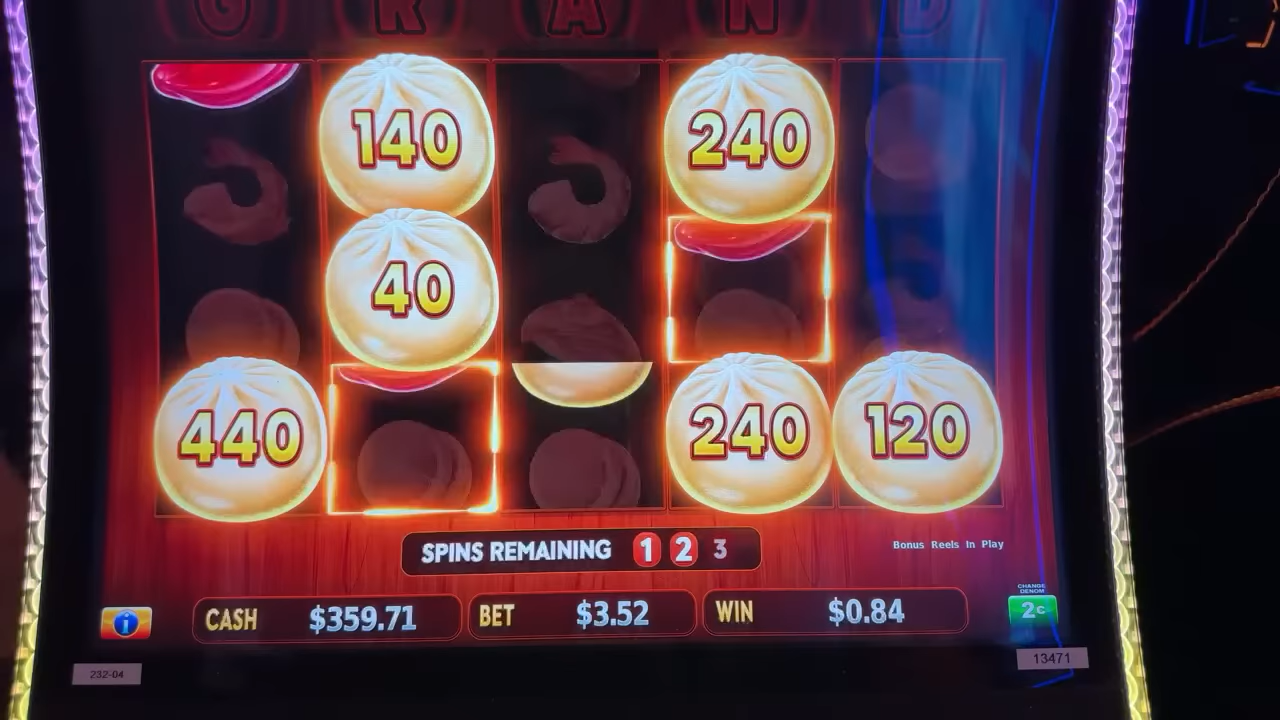 GRAND
140
240
40
440
240
120
SPINS REMAINING 1 2 3
Bonus Reels In Play
CASH $359.71
BET $3.52
WIN $0.84
CHANGE
DENOM
2¢
232-04
13471